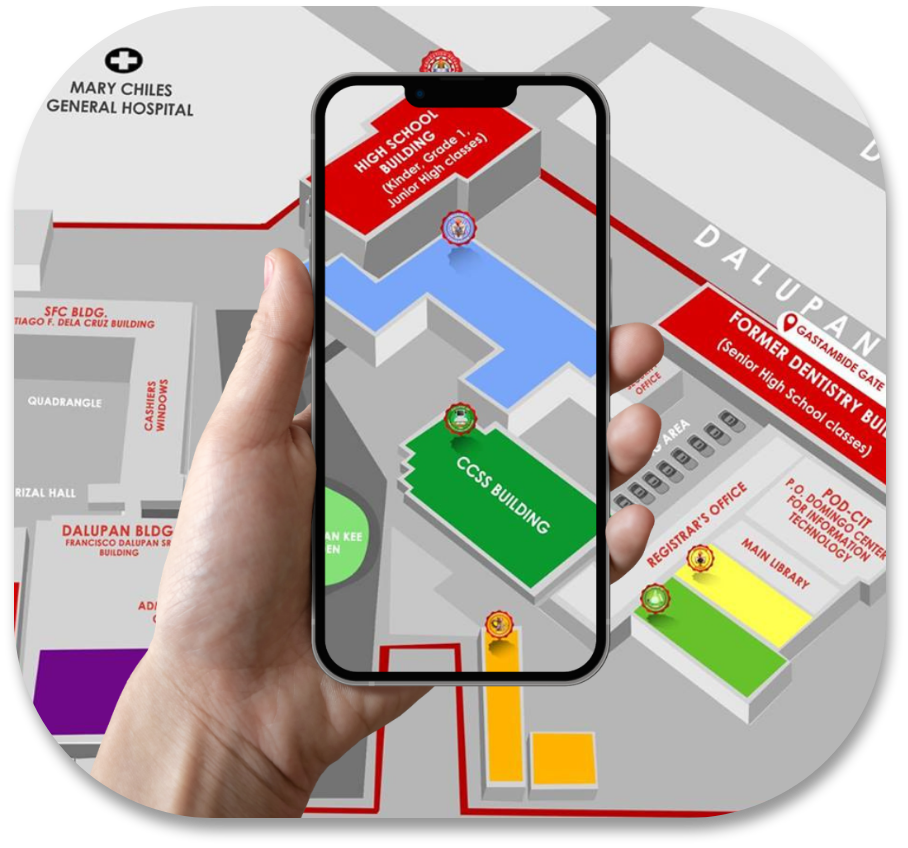 MARY CHILES
GENERAL HOSPITAL
HIGH SCHOOL
BUILDING
(Kinder, Grade 1,
Junior High classes)
DALUPAN
GASTAMBIDE GATE
FORMER DENTISTRY BUI
(Senior High School classes)
SFC BLDG.
TIAGO F. DELA CRUZ BUILDING
QUADRANGLE
CASHIERS
WINDOWS
OFFICE
AREA
RIZAL HALL
CCSS BUILDING
POD-CIT
P.O. DOMINGO CENTER
FOR INFORMATION
TECHNOLOGY
REGISTRAR'S OFFICE
MAIN LIBRARY
DALUPAN BLDG
FRANCISCO DALUPAN SR
BUILDING
AN KEE
EN
AD